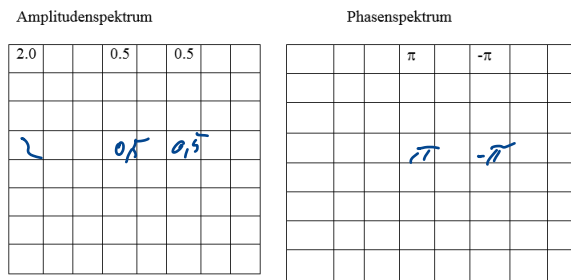 Amplitudenspektrum Phasenspektrum
2.0 0.5 0.5 π -π
2 0,5 0,5 π -π